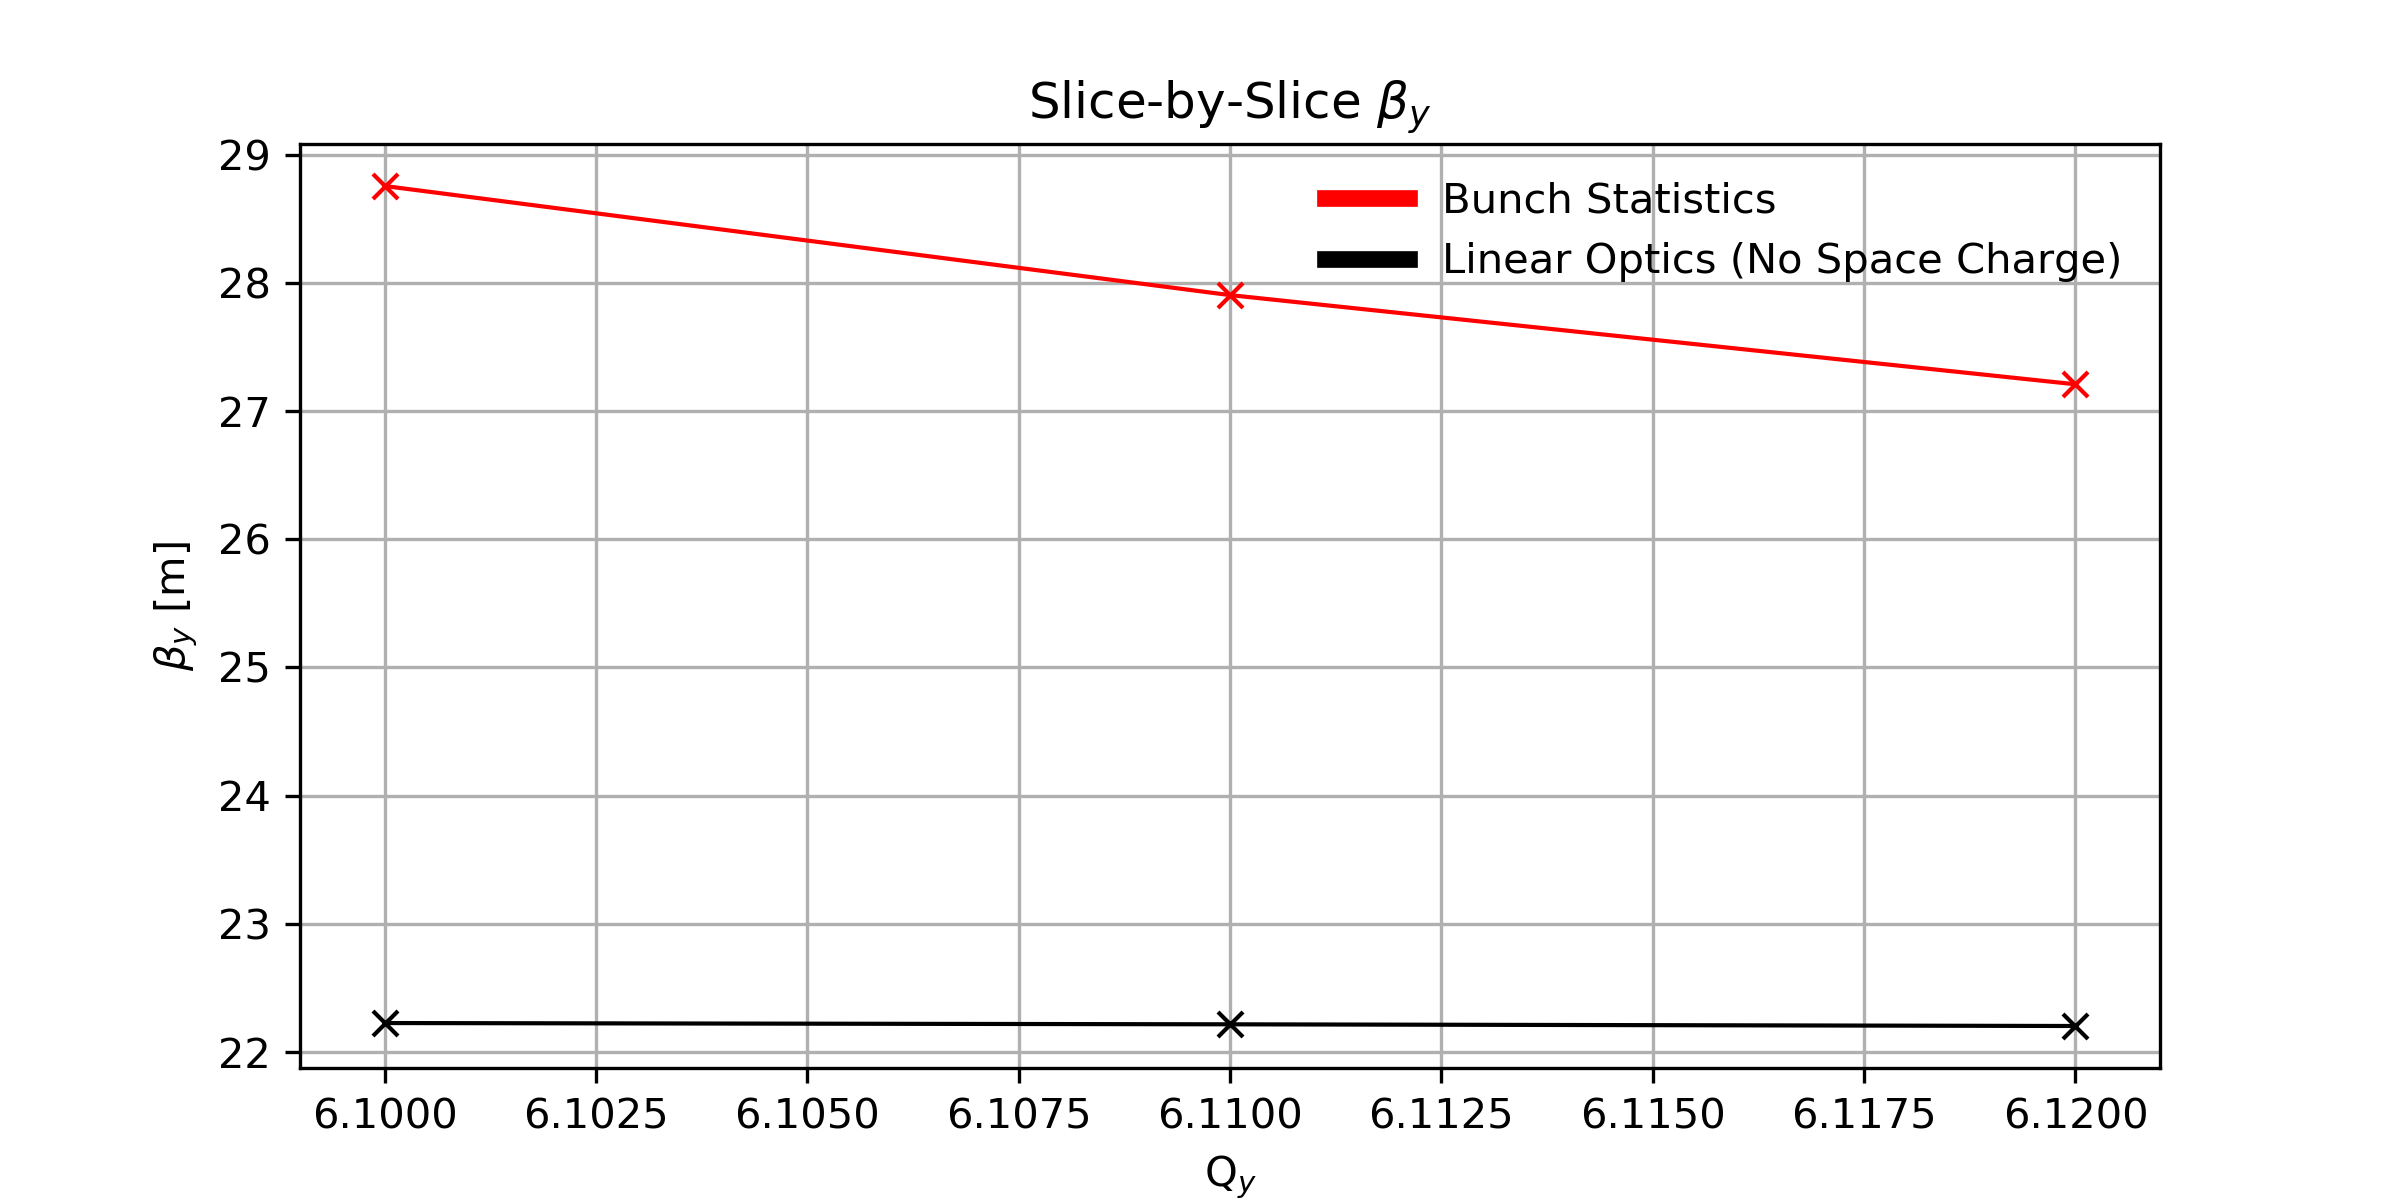 Slice-by-Slice βy
29
28
27
26
25
24
23
22
βy [m]
Bunch Statistics
Linear Optics (No Space Charge)
6.1000 6.1025 6.1050 6.1075 6.1100 6.1125 6.1150 6.1175 6.1200
Qy